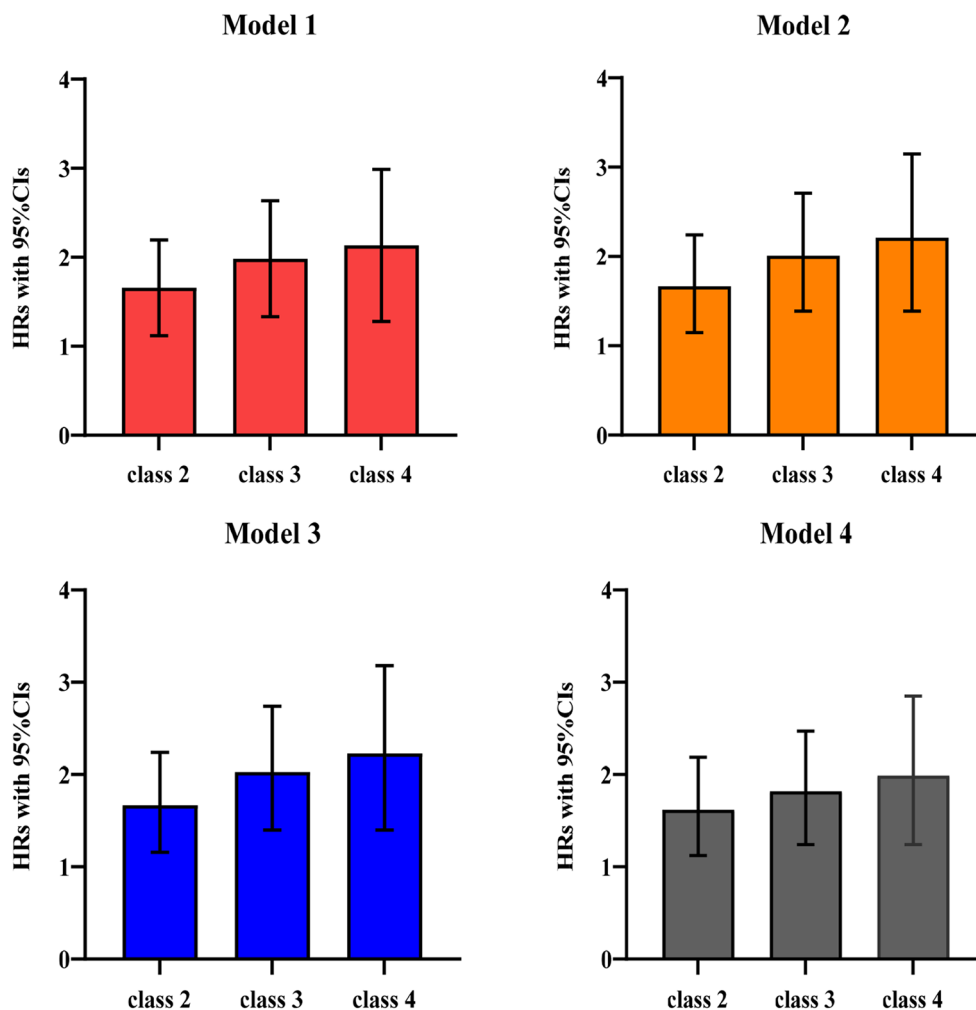 Model 1
HRs with 95%CIs
4
3
2
1
0
class 2
class 3
class 4
Model 2
HRs with 95%CIs
4
3
2
1
0
class 2
class 3
class 4
Model 3
HRs with 95%CIs
4
3
2
1
0
class 2
class 3
class 4
Model 4
HRs with 95%CIs
4
3
2
1
0
class 2
class 3
class 4